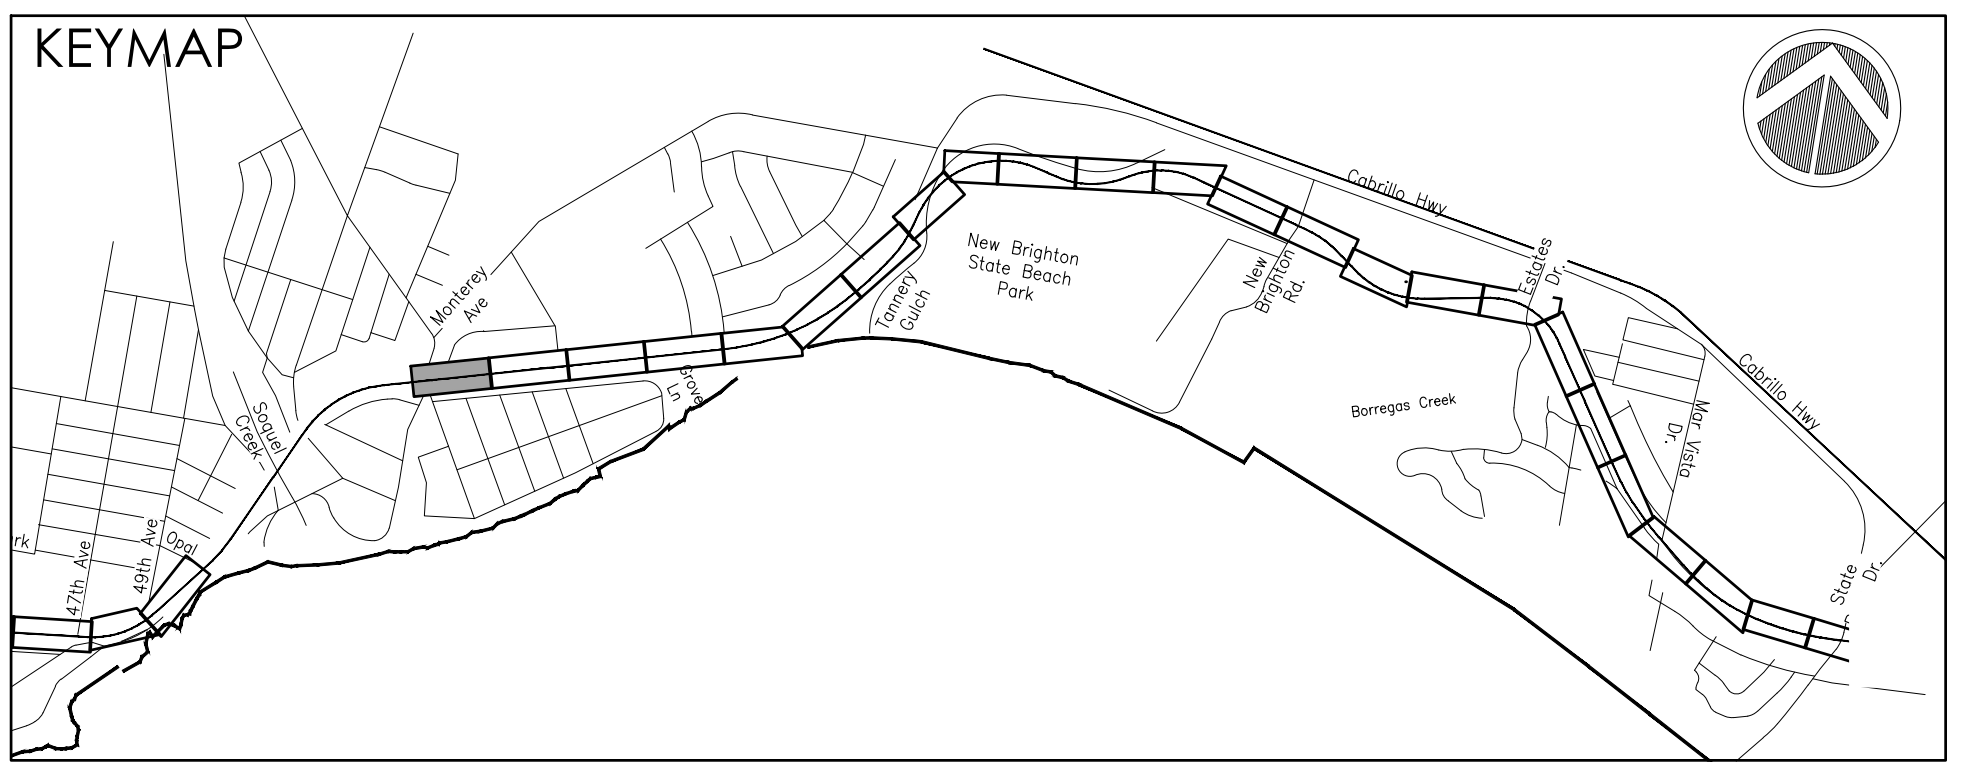 KEYMAP
Cabrillo Hwy
New Brighton
State Beach
Park
Estates
Dr.
New
Brighton
Rd.
Monterey
Ave
Tannery
Gulch
Grove
Ln
Cabrillo Hwy
Borregas Creek
Mar Vista
Dr.
Soquel
Creek
rk
47th Ave
49th Ave
Opal
State
Dr.